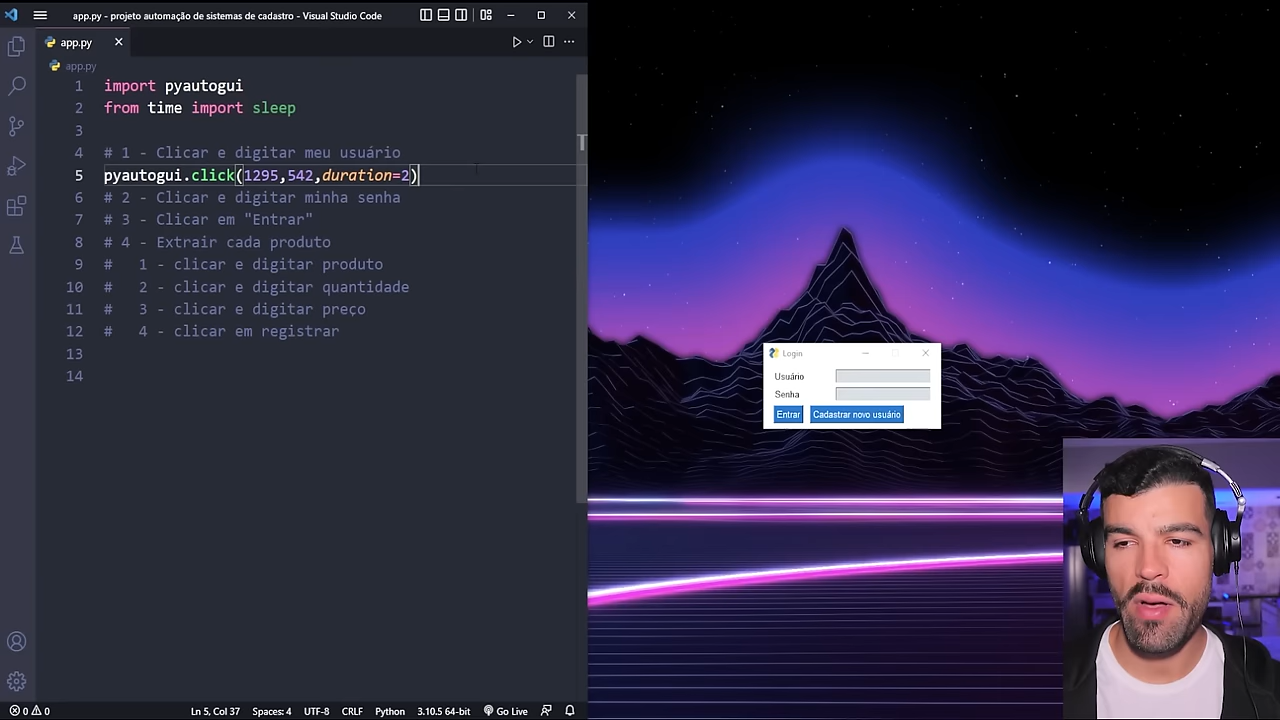 app.py - projeto automação de sistemas de cadastro - Visual Studio Code
app.py
app.py
1 import pyautogui
2 from time import sleep
3
4 # 1 - Clicar e digitar meu usuário
5 pyautogui.click(1295,542,duration=2)
6 # 2 - Clicar e digitar minha senha
7 # 3 - Clicar em "Entrar"
8 # 4 - Extrair cada produto
9 #   1 - clicar e digitar produto
10 #   2 - clicar e digitar quantidade
11 #   3 - clicar e digitar preço
12 #   4 - clicar em registrar
13
14
Login
Usuário
Senha
Entrar Cadastrar novo usuário
0 0 Ln 5, Col 37 Spaces: 4 UTF-8 CRLF Python 3.10.5 64-bit Go Live